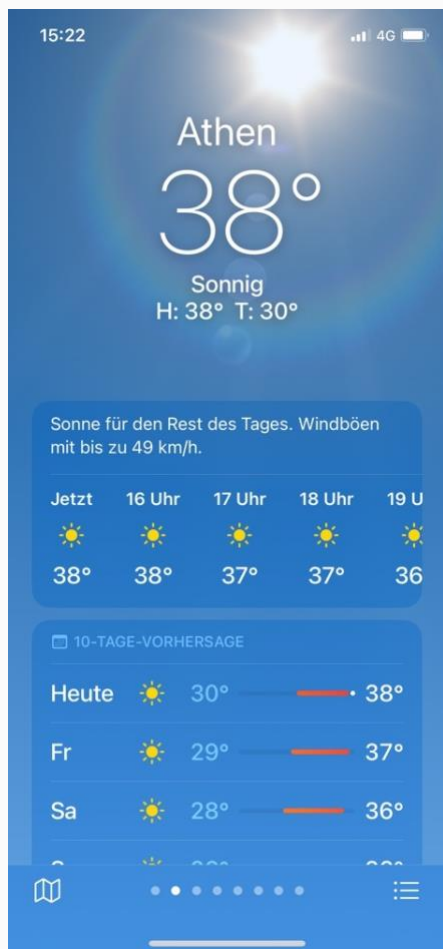 15:22
4G
Athen
38°
Sonnig
H: 38° T: 30°
Sonne für den Rest des Tages. Windböen
mit bis zu 49 km/h.
Jetzt 16 Uhr 17 Uhr 18 Uhr 19 U
38° 38° 37° 37° 36
10-TAGE-VORHERSAGE
Heute 30° 38°
Fr 29° 37°
Sa 28° 36°